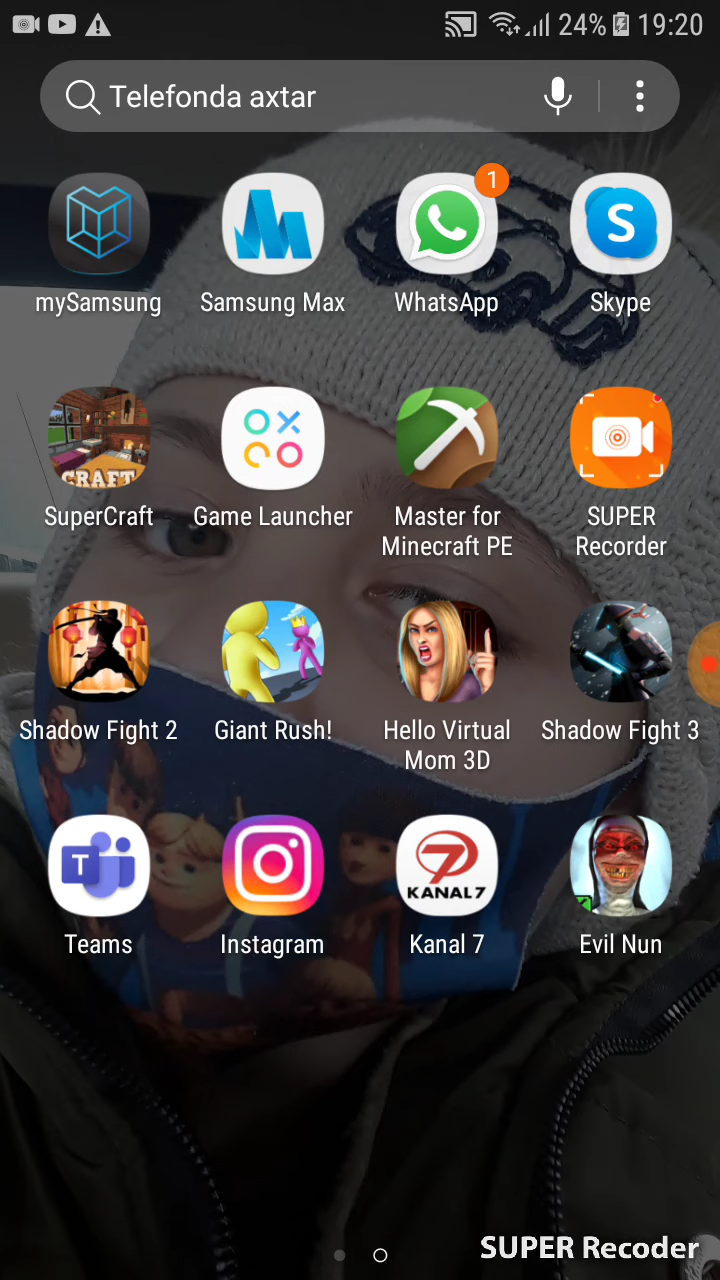 24% 19:20
Telefonda axtar
1
mySamsung Samsung Max WhatsApp Skype
S
CRAFT
SuperCraft Game Launcher Master for Minecraft PE SUPER Recorder
Shadow Fight 2 Giant Rush! Hello Virtual Mom 3D Shadow Fight 3
T
7
KANAL 7
Teams Instagram Kanal 7 Evil Nun
SUPER Recoder